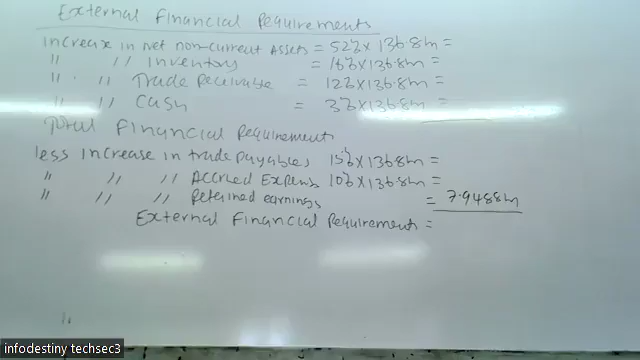 External Financial Requirements
increase in net non-current Assets = 52% x 136.8m =
" " Inventory = 16% x 136.8m =
" " Trade Receivable = 12% x 136.8m =
" " Cash = 3% x 136.8m =
Total Financial Requirement
less increase in trade payables 15% x 136.8m =
" " " Accrued Expens 10% x 136.8m =
" " " Retained earnings = 7.9488m
External Financial Requirement =
infodestiny techsec3